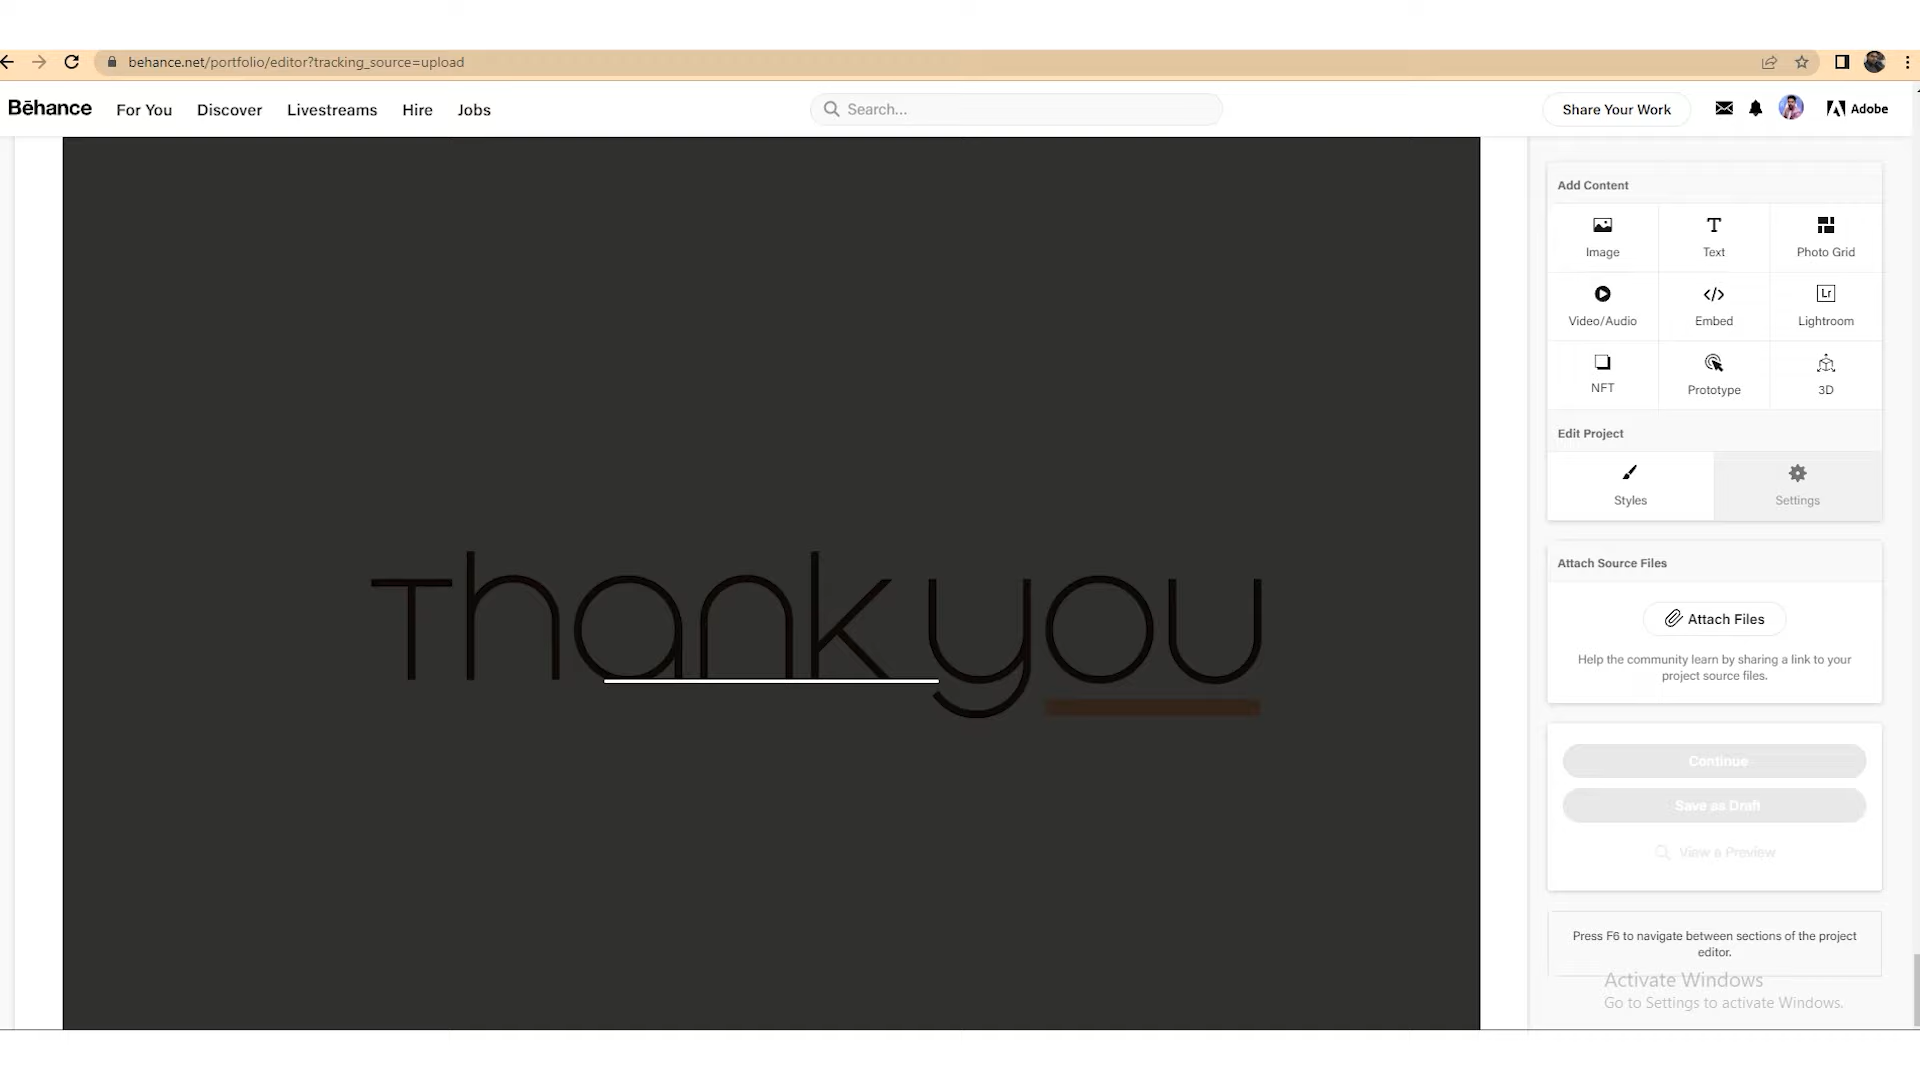 behance.net/portfolio/editor?tracking_source=upload
Bēhance For You Discover Livestreams Hire Jobs Search... Share Your Work Adobe
Add Content
Image Text Photo Grid
Video/Audio Embed Lr Lightroom
NFT Prototype 3D
Edit Project
Styles Settings
Thank you
Attach Source Files
Attach Files
Help the community learn by sharing a link to your
project source files.
Continue
Save as Draft
View a Preview
Press F6 to navigate between sections of the project
editor.
Activate Windows
Go to Settings to activate Windows.